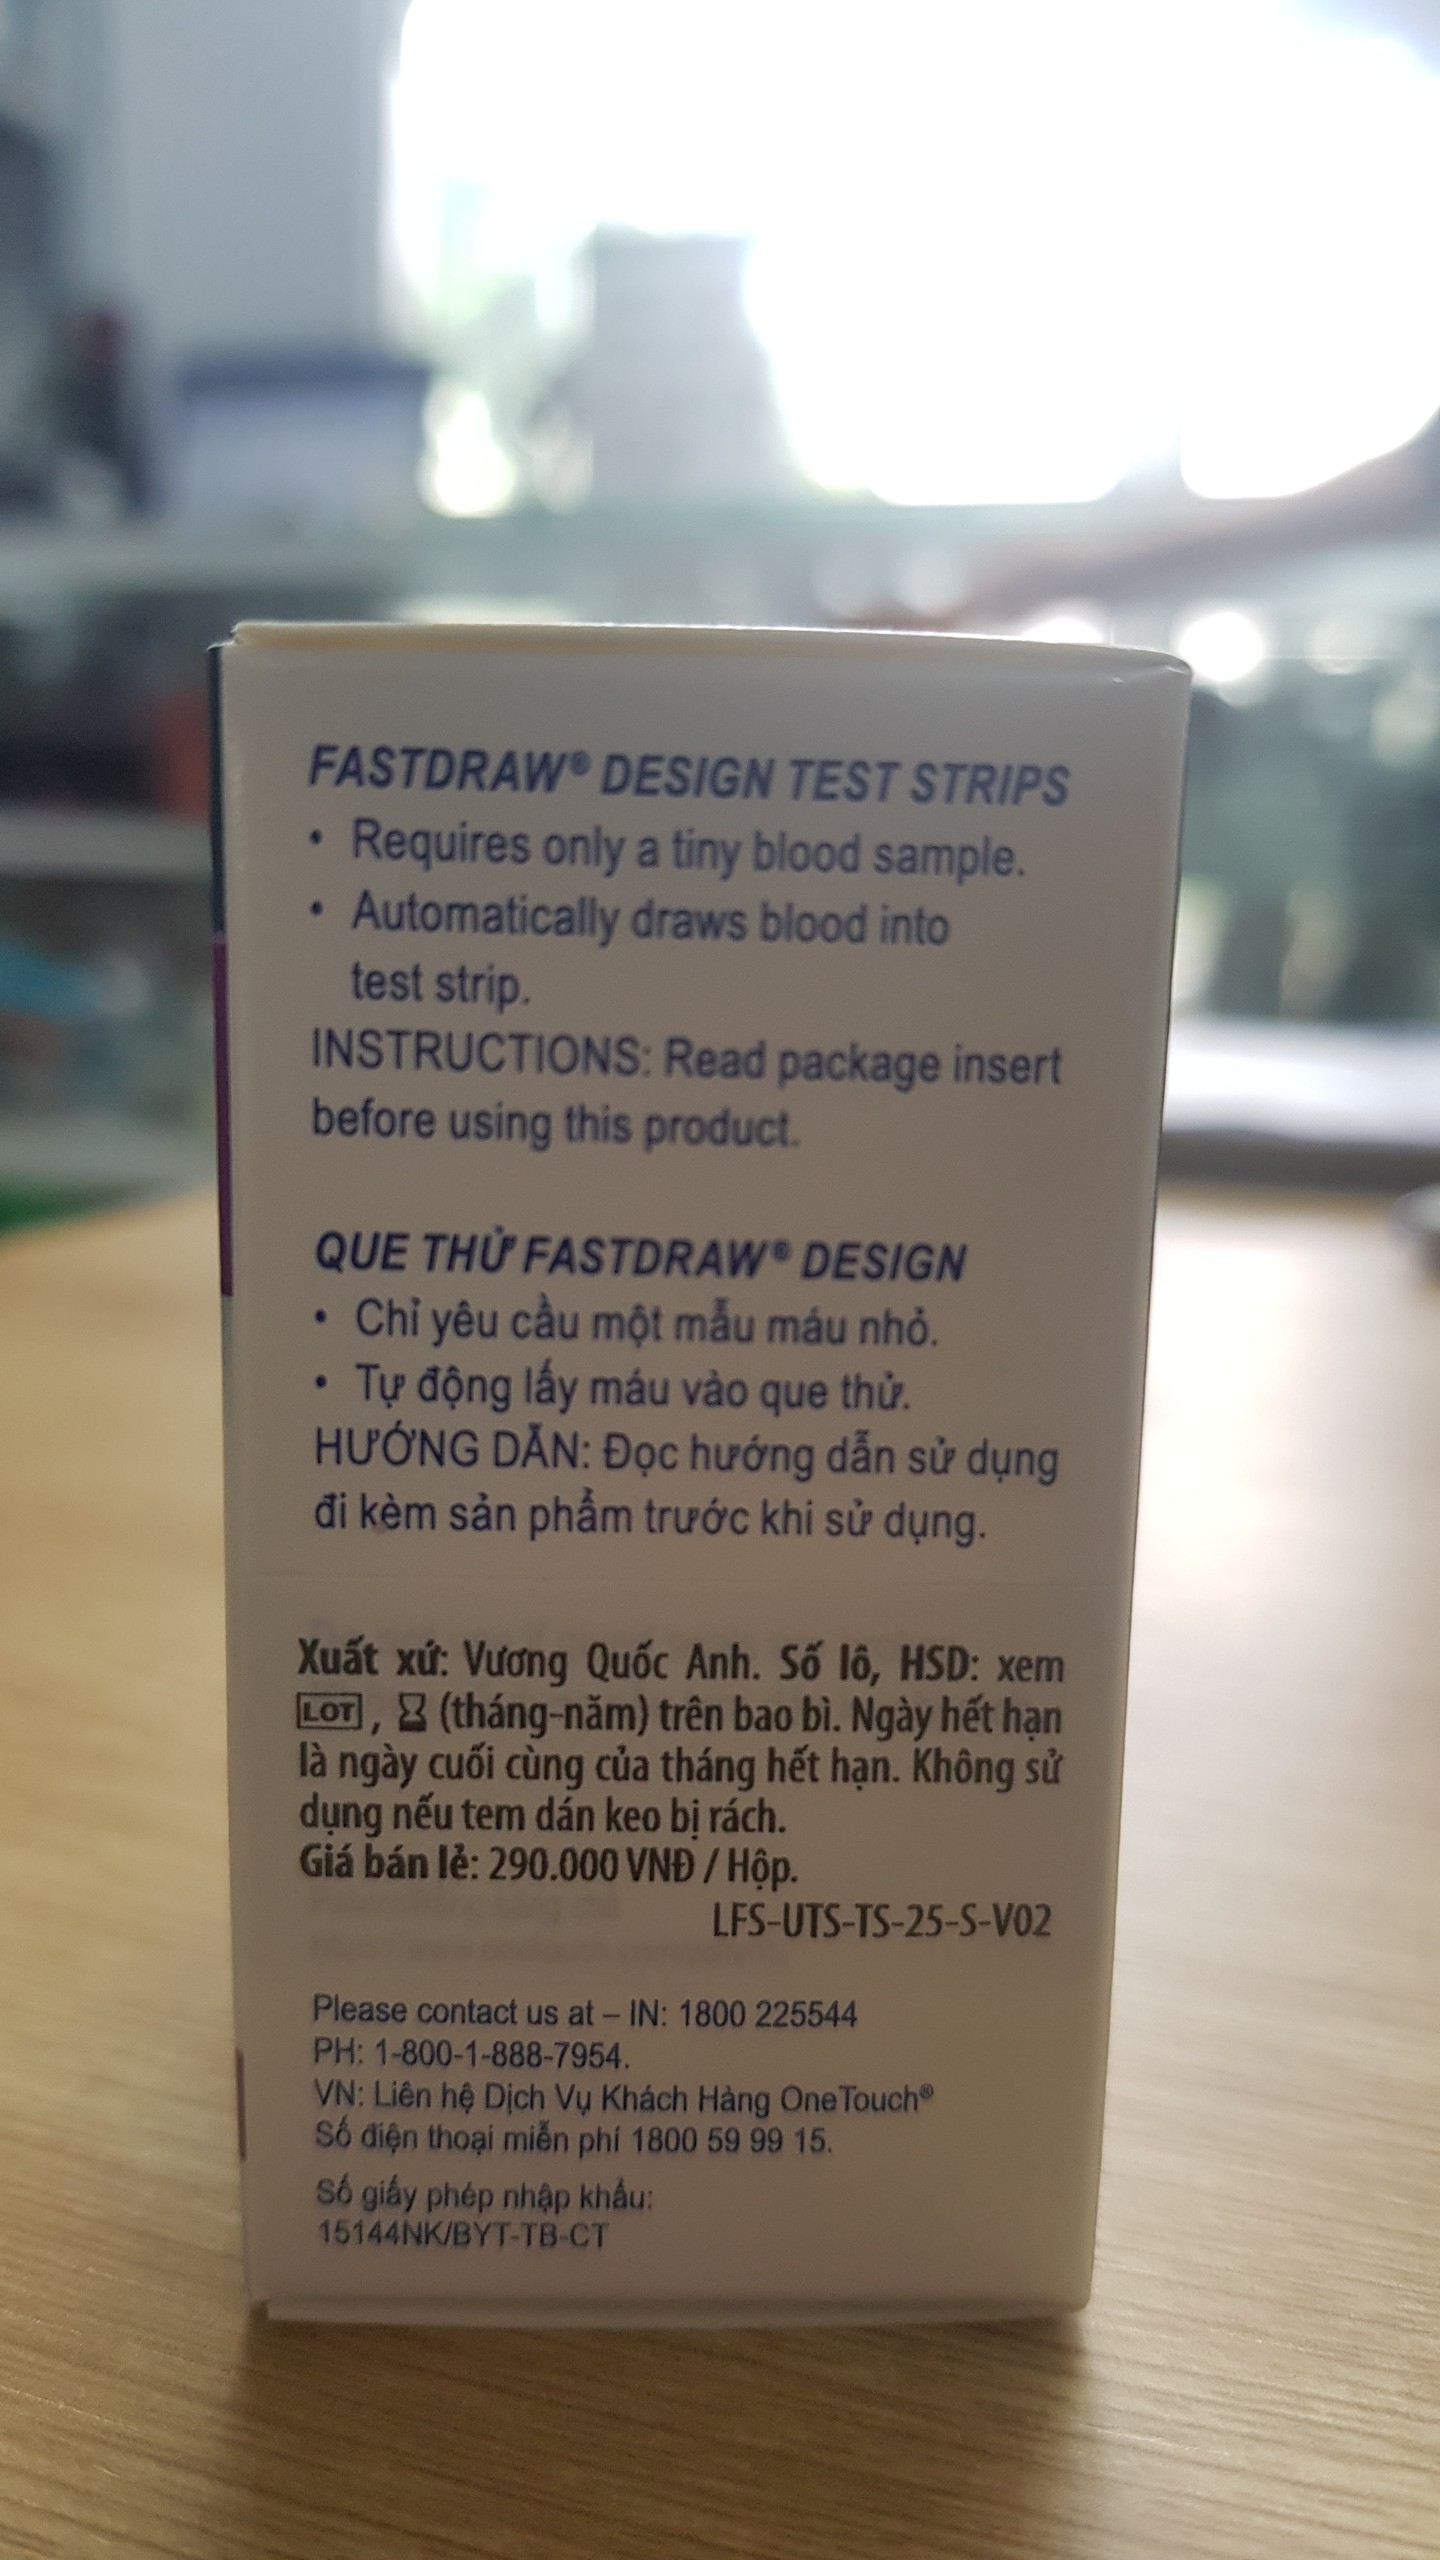 FASTDRAW® DESIGN TEST STRIPS
• Requires only a tiny blood sample.
• Automatically draws blood into
test strip.
INSTRUCTIONS: Read package insert
before using this product.
QUE THỬ FASTDRAW® DESIGN
• Chỉ yêu cầu một mẫu máu nhỏ.
• Tự động lấy máu vào que thử.
HƯỚNG DẪN: Đọc hướng dẫn sử dụng
đi kèm sản phẩm trước khi sử dụng.
Xuất xứ: Vương Quốc Anh. Số lô, HSD: xem
LOT, (tháng-năm) trên bao bì. Ngày hết hạn
là ngày cuối cùng của tháng hết hạn. Không sử
dụng nếu tem dán keo bị rách.
Giá bán lẻ: 290.000 VNĐ / Hộp.
LFS-UTS-TS-25-S-V02
Please contact us at – IN: 1800 225544
PH: 1-800-1-888-7954.
VN: Liên hệ Dịch Vụ Khách Hàng OneTouch®
Số điện thoại miễn phí 1800 59 99 15.
Số giấy phép nhập khẩu:
15144NK/BYT-TB-CT